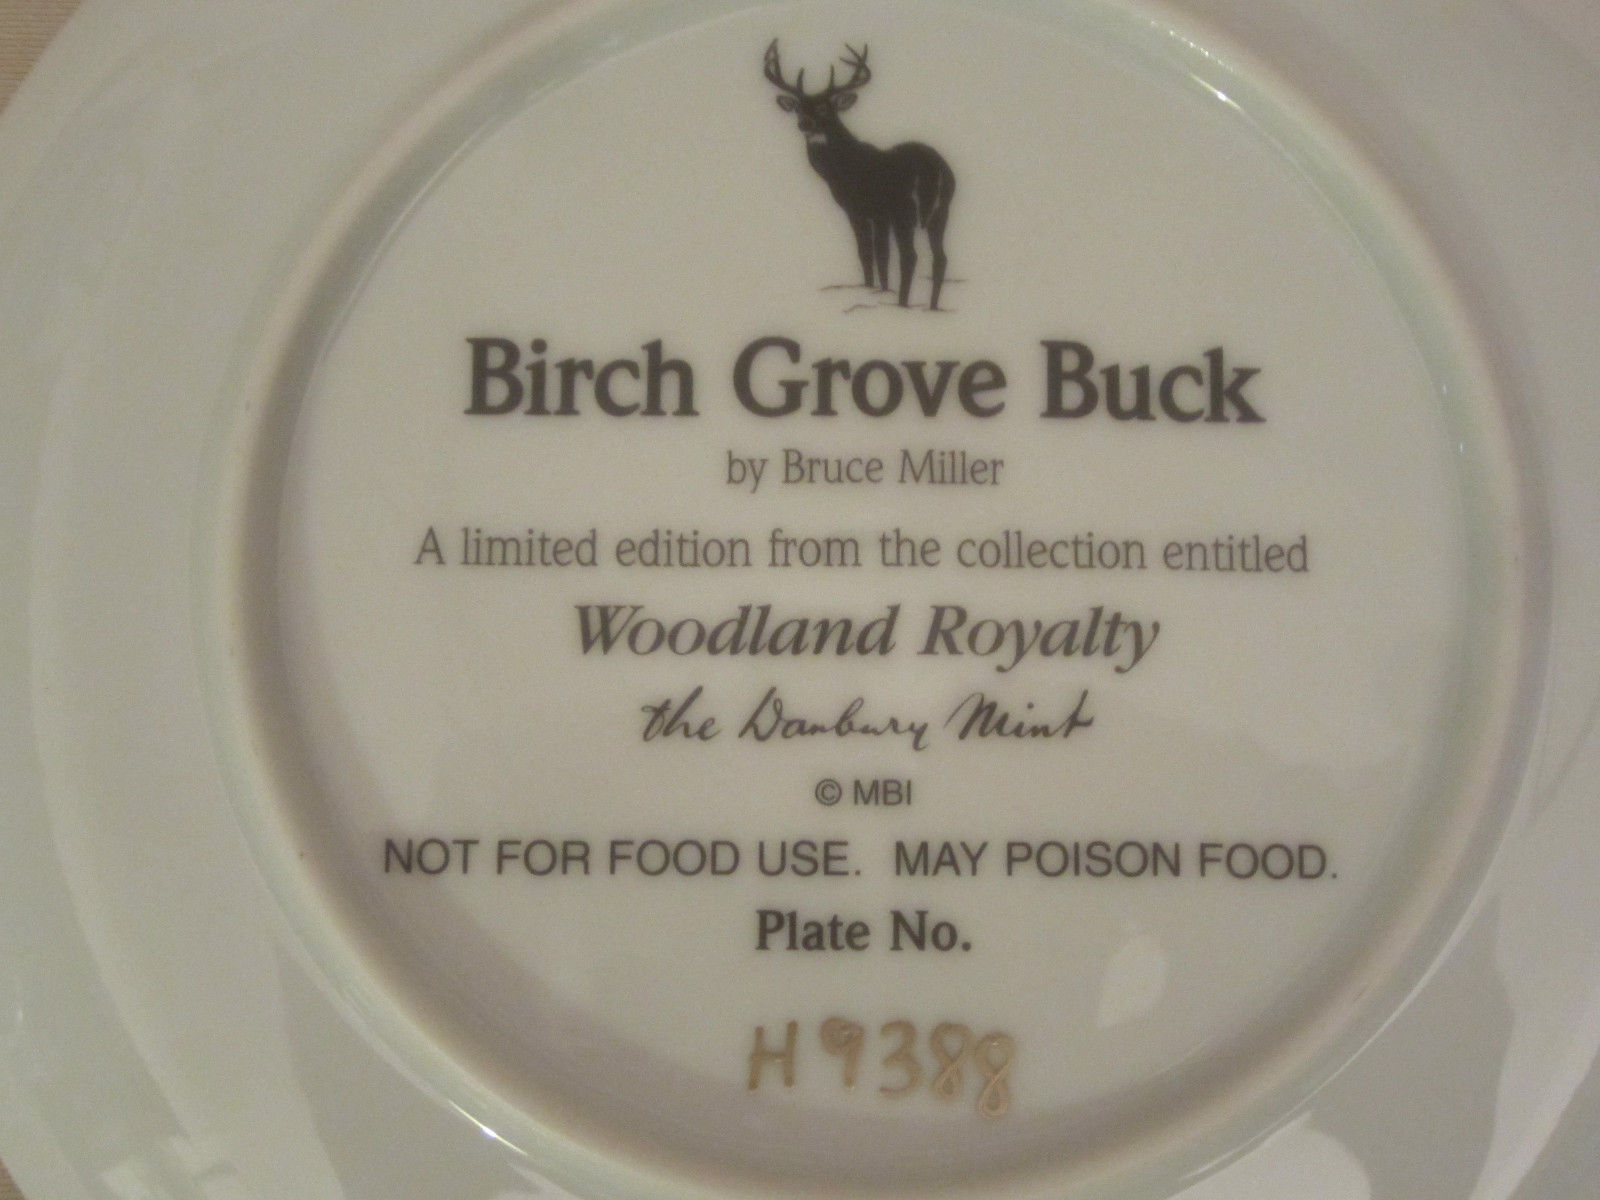 Birch Grove Buck
by Bruce Miller
A limited edition from the collection entitled
Woodland Royalty
the Danbury Mint
© MBI
NOT FOR FOOD USE. MAY POISON FOOD.
Plate No.
H9388